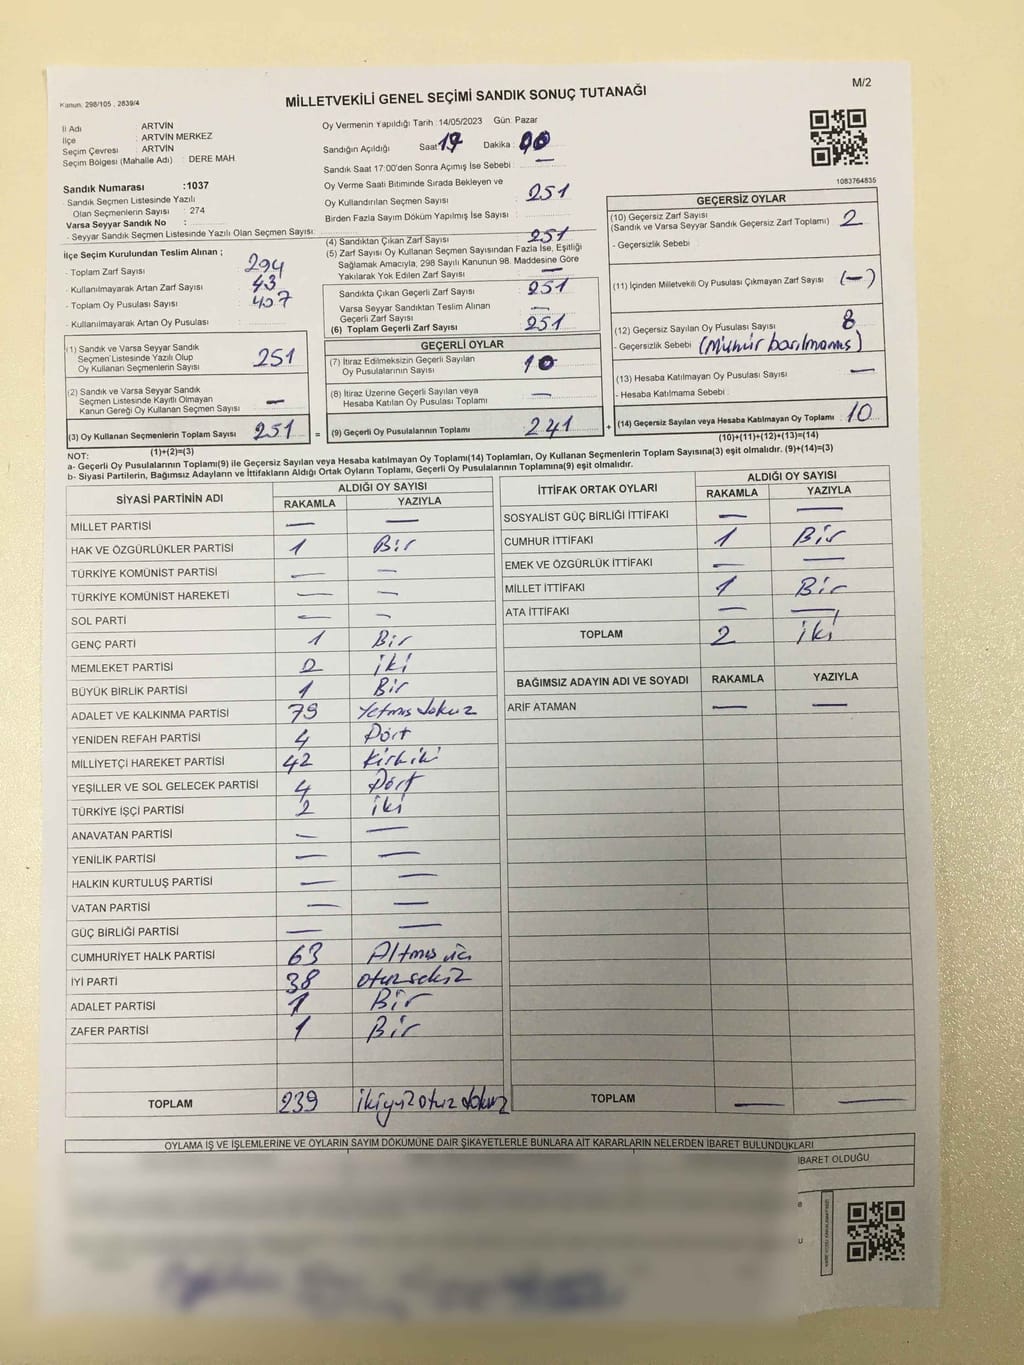 Kanun, 298/105 , 2839/4
MİLLETVEKİLİ GENEL SEÇİMİ SANDIK SONUÇ TUTANAĞI
M/2
İl Adı : ARTVİN
İlçe : ARTVİN MERKEZ
Seçim Çevresi : ARTVİN
Seçim Bölgesi (Mahalle Adı) : DERE MAH.
Sandık Numarası :1037
- Sandık Seçmen Listesinde Yazılı
Olan Seçmenlerin Sayısı : 274
Varsa Seyyar Sandık No :
- Seyyar Sandık Seçmen Listesinde Yazılı Olan Seçmen Sayısı:
İlçe Seçim Kurulundan Teslim Alınan ;
- Toplam Zarf Sayısı 294
- Kullanılmayarak Artan Zarf Sayısı : 43
- Toplam Oy Pusulası Sayısı : 407
- Kullanılmayarak Artan Oy Pusulası :
Oy Vermenin Yapıldığı Tarih :14/05/2023 Gün: Pazar
Sandığın Açıldığı Saat: 17 Dakika: 00
Sandık Saat 17:00'den Sonra Açımış İse Sebebi : —
Oy Verme Saati Bitiminde Sırada Bekleyen ve
Oy Kullandırılan Seçmen Sayısı : 251
Birden Fazla Sayım Döküm Yapılmış İse Sayısı :
(4) Sandıktan Çıkan Zarf Sayısı 251
(5) Zarf Sayısı Oy Kullanan Seçmen Sayısından Fazla İse, Eşitliği
Sağlamak Amacıyla, 298 Sayılı Kanunun 98. Maddesine Göre
Yakılarak Yok Edilen Zarf Sayısı : —
Sandıkta Çıkan Geçerli Zarf Sayısı : 251
Varsa Seyyar Sandıktan Teslim Alınan
Geçerli Zarf Sayısı : —
(6) Toplam Geçerli Zarf Sayısı : 251
1083764835
GEÇERSİZ OYLAR
(10) Geçersiz Zarf Sayısı
(Sandık ve Varsa Seyyar Sandık Geçersiz Zarf Toplamı) : 2
- Geçersizlik Sebebi :
(11) İçinden Milletvekili Oy Pusulası Çıkmayan Zarf Sayısı (—)
(12) Geçersiz Sayılan Oy Pusulası Sayısı : 8
- Geçersizlik Sebebi : (Mühür basılmamış)
(13) Hesaba Katılmayan Oy Pusulası Sayısı : —
- Hesaba Katılmama Sebebi :
(14) Geçersiz Sayılan veya Hesaba Katılmayan Oy Toplamı : 10
(10)+(11)+(12)+(13)=(14)
(1) Sandık ve Varsa Seyyar Sandık
Seçmen Listesinde Yazılı Olup
Oy Kullanan Seçmenlerin Sayısı : 251
(2) Sandık ve Varsa Seyyar Sandık
Seçmen Listesinde Kayıtlı Olmayan
Kanun Gereği Oy Kullanan Seçmen Sayısı : —
(3) Oy Kullanan Seçmenlerin Toplam Sayısı : 251 =
(1)+(2)=(3)
GEÇERLİ OYLAR
(7) İtiraz Edilmeksizin Geçerli Sayılan
Oy Pusulalarının Sayısı : 10
(8) İtiraz Üzerine Geçerli Sayılan veya
Hesaba Katılan Oy Pusulası Toplamı : —
(9) Geçerli Oy Pusulalarının Toplamı : 241 +
NOT:
a- Geçerli Oy Pusulalarının Toplamı(9) ile Geçersiz Sayılan veya Hesaba katılmayan Oy Toplamı(14) Toplamları, Oy Kullanan Seçmenlerin Toplam Sayısına(3) eşit olmalıdır. (9)+(14)=(3)
b- Siyasi Partilerin, Bağımsız Adayların ve İttifakların Aldığı Ortak Oyların Toplamı, Geçerli Oy Pusulalarının Toplamına(9) eşit olmalıdır.
SİYASİ PARTİNİN ADI ALDIĞI OY SAYISI
RAKAMLA YAZIYLA
MİLLET PARTİSİ — —
HAK VE ÖZGÜRLÜKLER PARTİSİ 1 Bir
TÜRKİYE KOMÜNİST PARTİSİ — —
TÜRKİYE KOMÜNİST HAREKETİ — —
SOL PARTİ — —
GENÇ PARTİ 1 Bir
MEMLEKET PARTİSİ 2 iki
BÜYÜK BİRLİK PARTİSİ 1 Bir
ADALET VE KALKINMA PARTİSİ 79 Yetmiş dokuz
YENİDEN REFAH PARTİSİ 4 Dört
MİLLİYETÇİ HAREKET PARTİSİ 42 Kırkiki
YEŞİLLER VE SOL GELECEK PARTİSİ 4 Dört
TÜRKİYE İŞÇİ PARTİSİ 2 iki
ANAVATAN PARTİSİ — —
YENİLİK PARTİSİ — —
HALKIN KURTULUŞ PARTİSİ — —
VATAN PARTİSİ — —
GÜÇ BİRLİĞİ PARTİSİ — —
CUMHURİYET HALK PARTİSİ 63 Altmış üç
İYİ PARTİ 38 otuzsekiz
ADALET PARTİSİ 1 Bir
ZAFER PARTİSİ 1 Bir
TOPLAM 239 ikiyüzotuz dokuz
İTTİFAK ORTAK OYLARI ALDIĞI OY SAYISI
RAKAMLA YAZIYLA
SOSYALİST GÜÇ BİRLİĞİ İTTİFAKI — —
CUMHUR İTTİFAKI 1 Bir
EMEK VE ÖZGÜRLÜK İTTİFAKI — —
MİLLET İTTİFAKI 1 Bir
ATA İTTİFAKI — —
TOPLAM 2 iki
BAĞIMSIZ ADAYIN ADI VE SOYADI RAKAMLA YAZIYLA
ARİF ATAMAN — —
TOPLAM — —
OYLAMA İŞ VE İŞLEMLERİNE VE OYLARIN SAYIM DÖKÜMÜNE DAİR ŞİKAYETLERLE BUNLARA AİT KARARLARIN NELERDEN İBARET BULUNDUKLARI
İBARET OLDUĞU